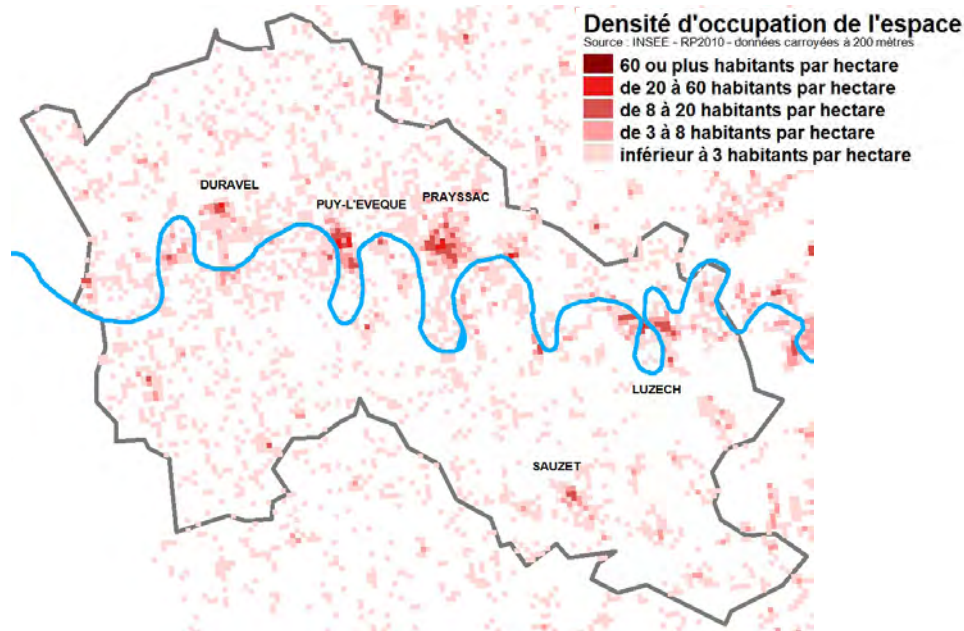 Densité d'occupation de l'espace
Source : INSEE - RP2010 - données carroyées à 200 mètres
60 ou plus habitants par hectare
de 20 à 60 habitants par hectare
de 8 à 20 habitants par hectare
de 3 à 8 habitants par hectare
inférieur à 3 habitants par hectare
DURAVEL
PUY-L'EVEQUE
PRAYSSAC
LUZECH
SAUZET